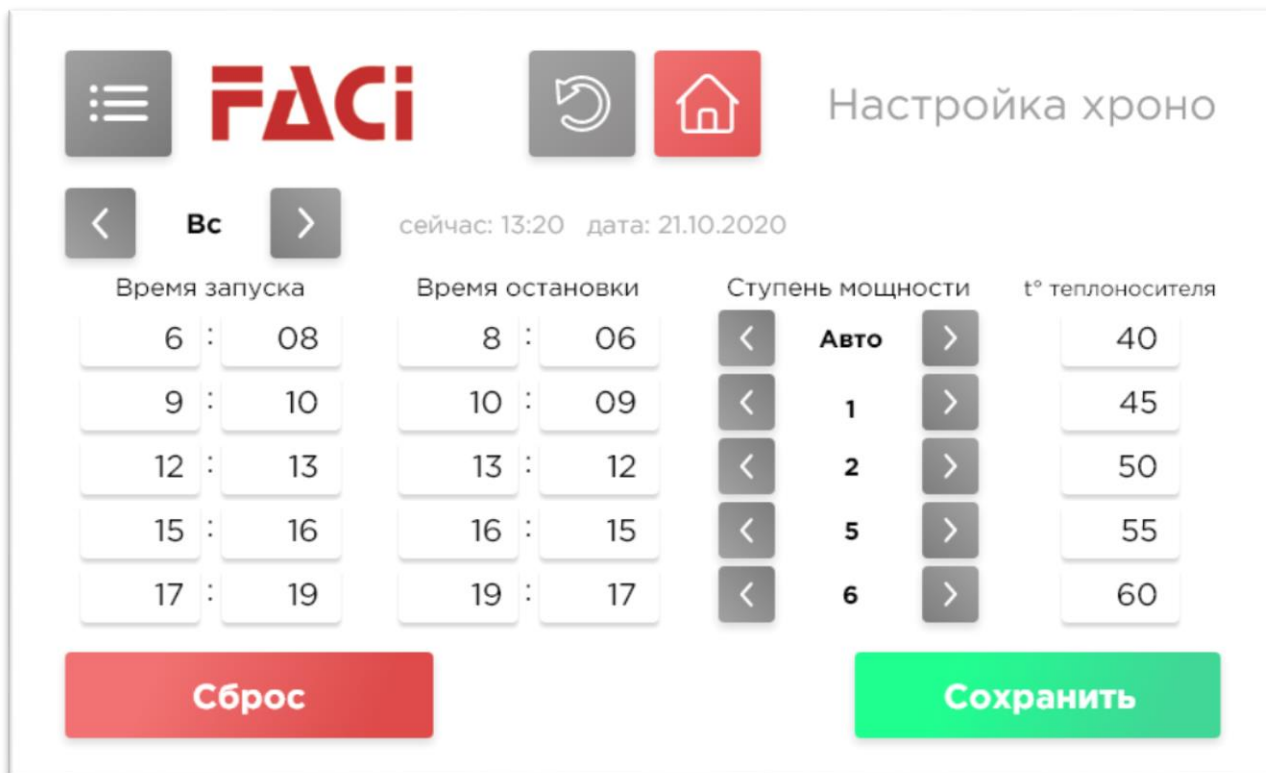 FACi
Настройка хроно
Вс
сейчас: 13:20 дата: 21.10.2020
Время запуска Время остановки Ступень мощности t° теплоносителя
6 : 08 8 : 06 Авто 40
9 : 10 10 : 09 1 45
12 : 13 13 : 12 2 50
15 : 16 16 : 15 5 55
17 : 19 19 : 17 6 60
Сброс Сохранить